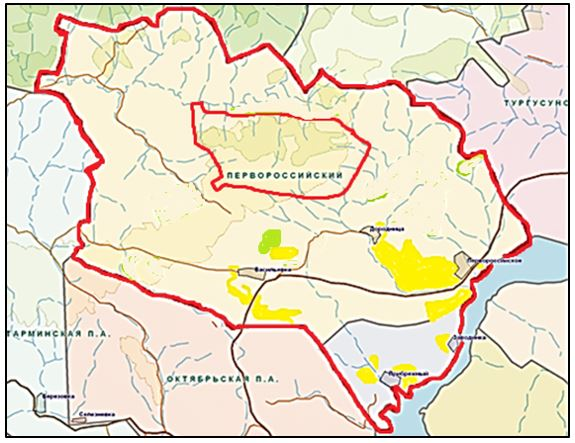 ТУРГУСУН
ПЕРВОРОССИЙСКИЙ
Дородница
Первороссийское
Васильевка
Заводинка
ТАРМИНСКАЯ П.А.
Прибрежный
ОКТЯБРЬСКАЯ П.А.
Березовка
Селезневка